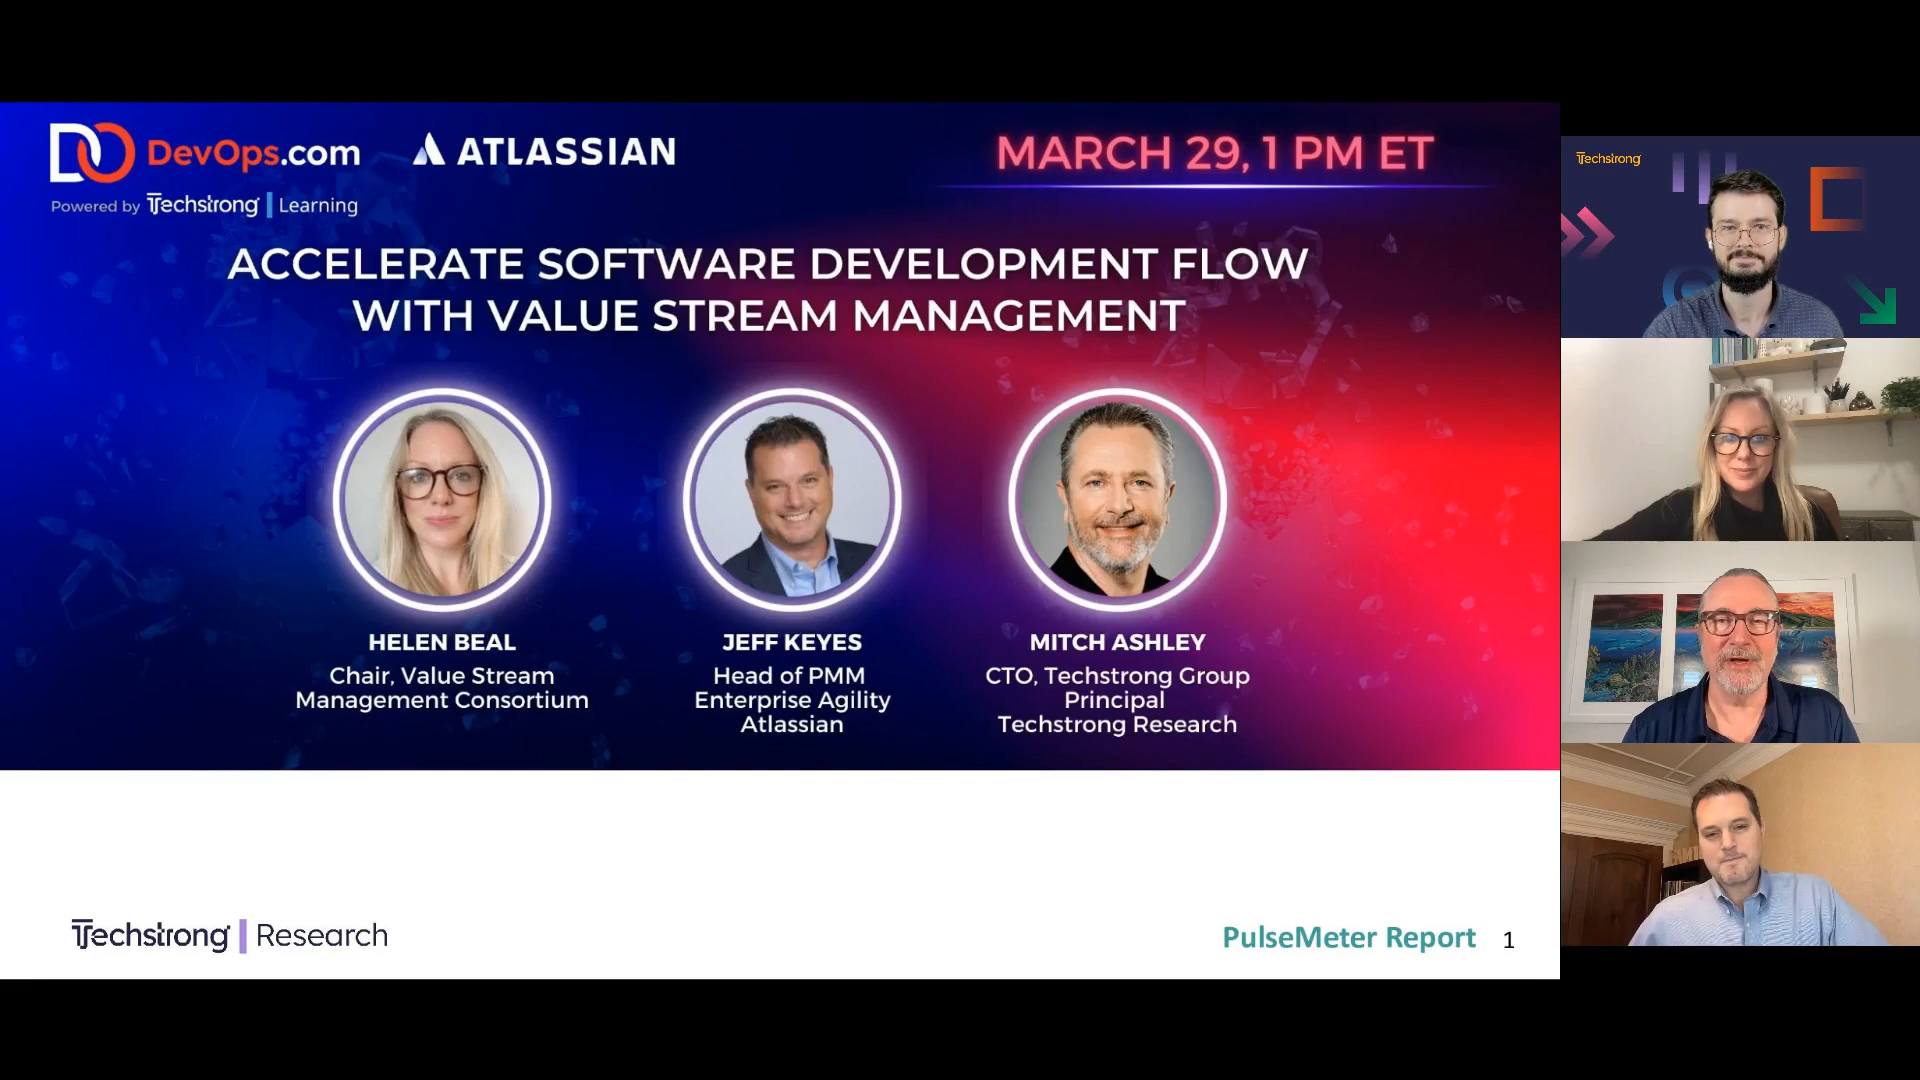 DevOps.com
ATLASSIAN
MARCH 29, 1 PM ET
Powered by Techstrong | Learning
ACCELERATE SOFTWARE DEVELOPMENT FLOW
WITH VALUE STREAM MANAGEMENT
HELEN BEAL
Chair, Value Stream
Management Consortium
JEFF KEYES
Head of PMM
Enterprise Agility
Atlassian
MITCH ASHLEY
CTO, Techstrong Group
Principal
Techstrong Research
Techstrong | Research
PulseMeter Report 1
Techstrong